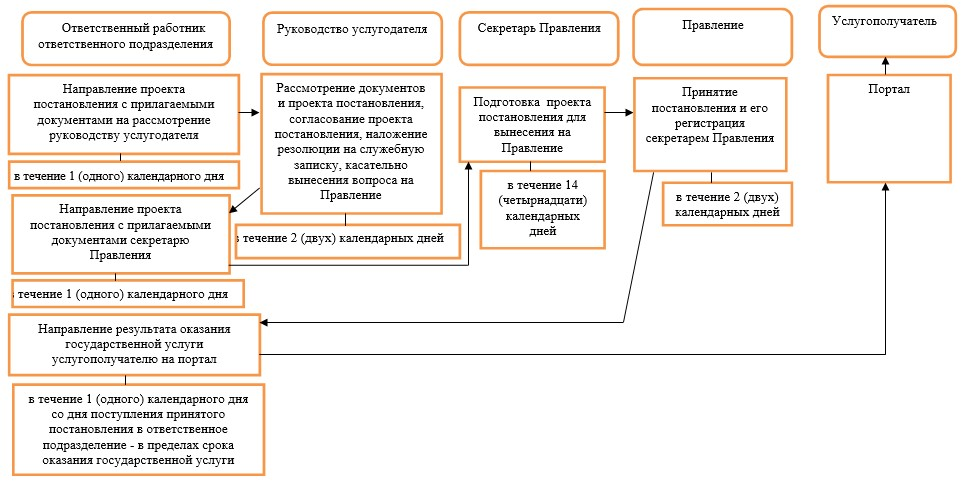 Ответственный работник
ответственного подразделения
Руководство услугодателя
Секретарь Правления
Правление
Услугополучатель
Направление проекта
постановления с прилагаемыми
документами на рассмотрение
руководству услугодателя
в течение 1 (одного) календарного дня
Рассмотрение документов
и проекта постановления,
согласование проекта
постановления, наложение
резолюции на служебную
записку, касательно
вынесения вопроса на
Правление
в течение 2 (двух) календарных дней
Направление проекта
постановления с прилагаемыми
документами секретарю
Правления
в течение 1 (одного) календарного дня
Подготовка проекта
постановления для
вынесения на
Правление
в течение 14
(четырнадцати)
календарных
дней
Принятие
постановления и его
регистрация
секретарем Правления
в течение 2 (двух)
календарных дней
Портал
Направление результата оказания
государственной услуги
услугополучателю на портал
в течение 1 (одного) календарного дня
со дня поступления принятого
постановления в ответственное
подразделение - в пределах срока
оказания государственной услуги